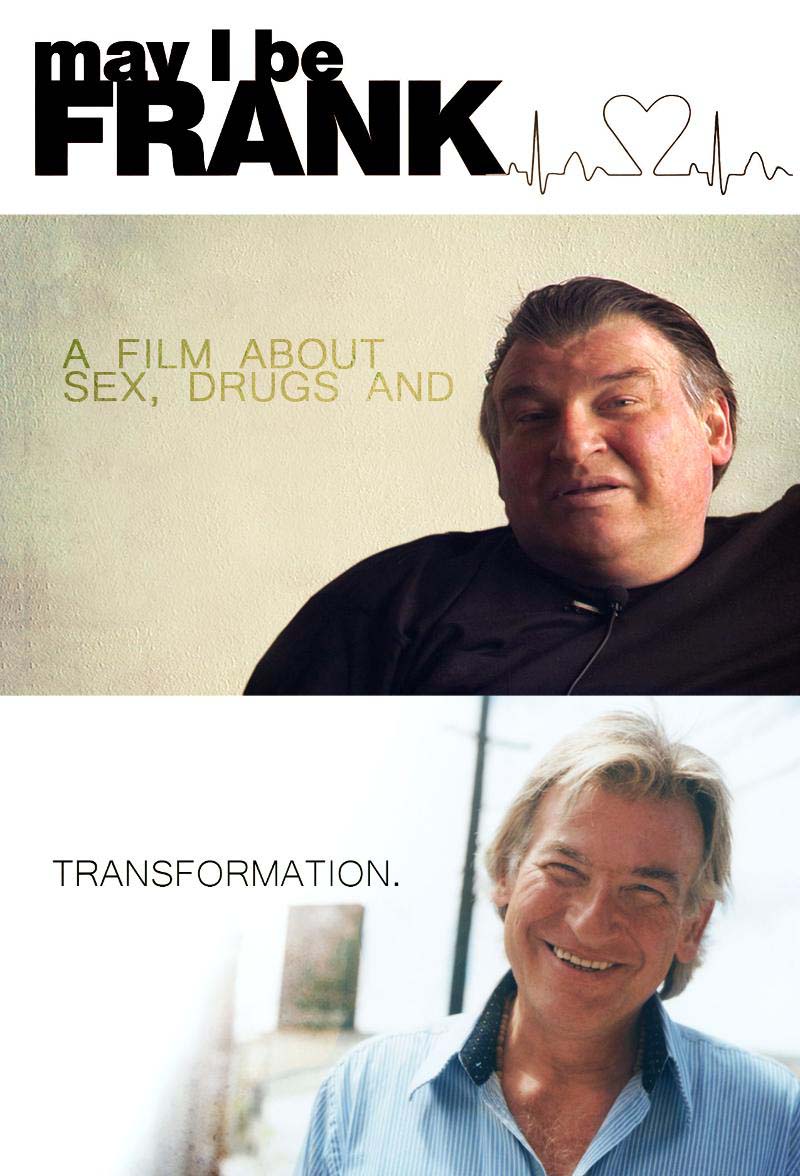 may I be
FRANK
A FILM ABOUT
SEX, DRUGS AND
TRANSFORMATION.